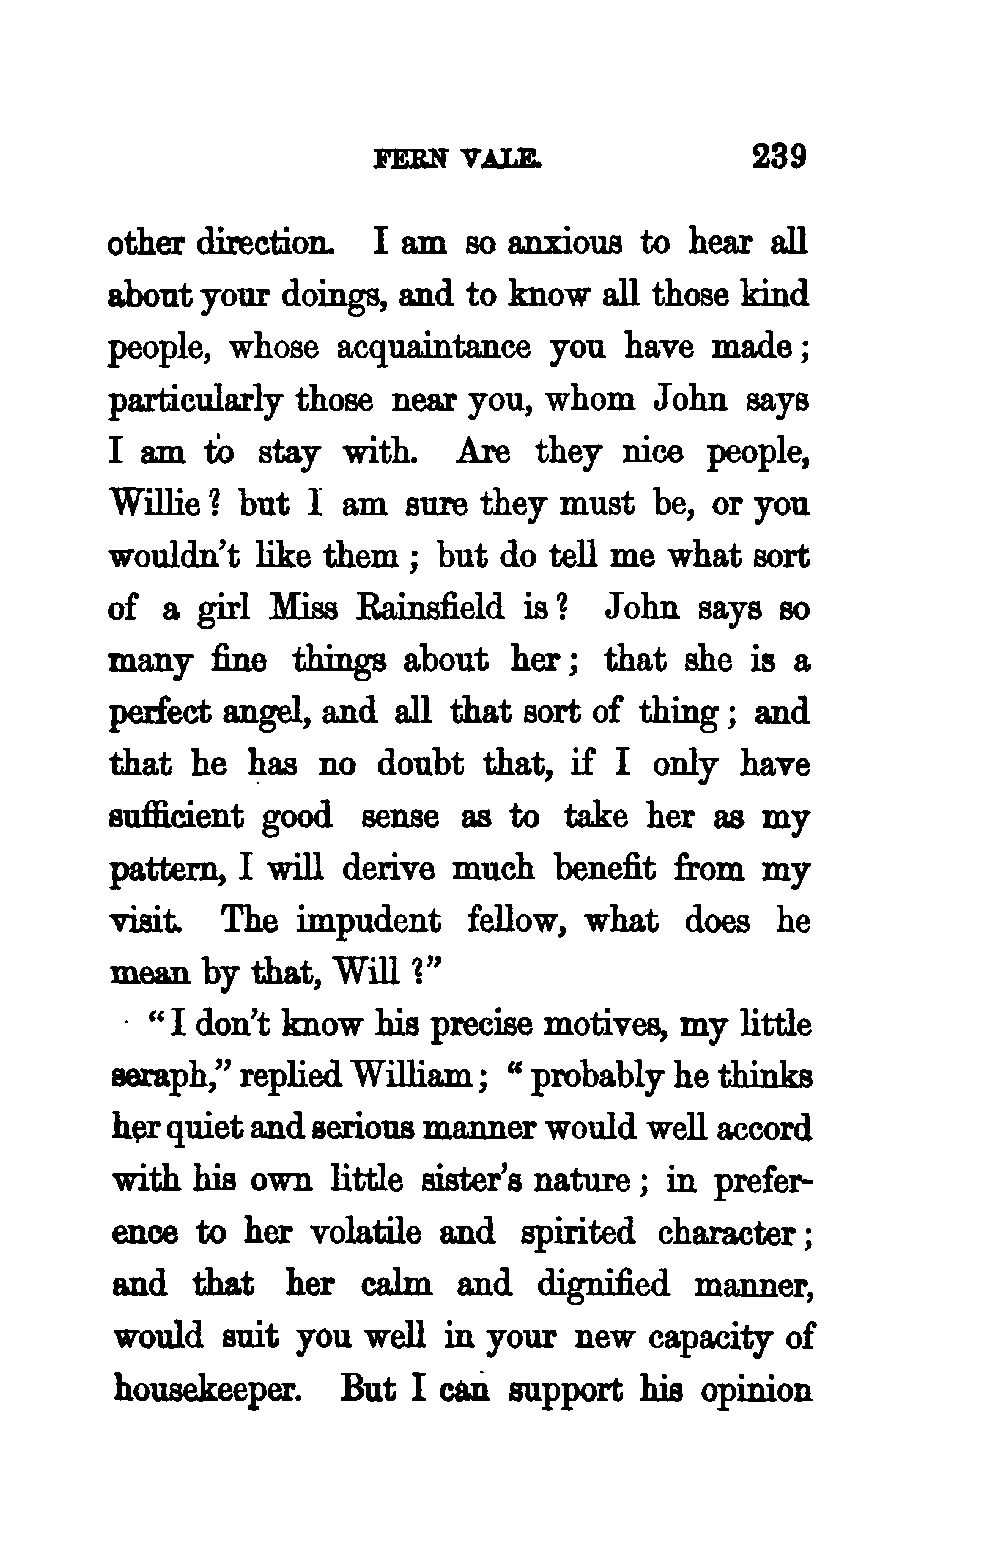 FERN VALE. 239
other direction. I am so anxious to hear all
about your doings, and to know all those kind
people, whose acquaintance you have made;
particularly those near you, whom John says
I am to stay with. Are they nice people,
Willie? but I am sure they must be, or you
wouldn't like them; but do tell me what sort
of a girl Miss Rainsfield is? John says so
many fine things about her; that she is a
perfect angel, and all that sort of thing; and
that he has no doubt that, if I only have
sufficient good sense as to take her as my
pattern, I will derive much benefit from my
visit. The impudent fellow, what does he
mean by that, Will?"
"I don't know his precise motives, my little
seraph," replied William; "probably he thinks
her quiet and serious manner would well accord
with his own little sister's nature; in prefer-
ence to her volatile and spirited character;
and that her calm and dignified manner,
would suit you well in your new capacity of
housekeeper. But I can support his opinion